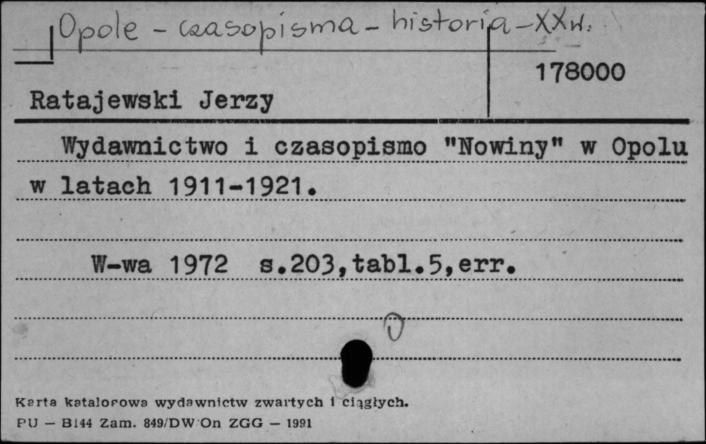 Opole - czasopisma - historia - XX w.
178000
Ratajewski Jerzy
Wydawnictwo i czasopismo "Nowiny" w Opolu
w latach 1911-1921.
W-wa 1972 s.203,tabl.5,err.
U
Karta katalogowa wydawnictw zwartych i ciągłych.
PU — B144 Zam. 849/DW On ZGG — 1991